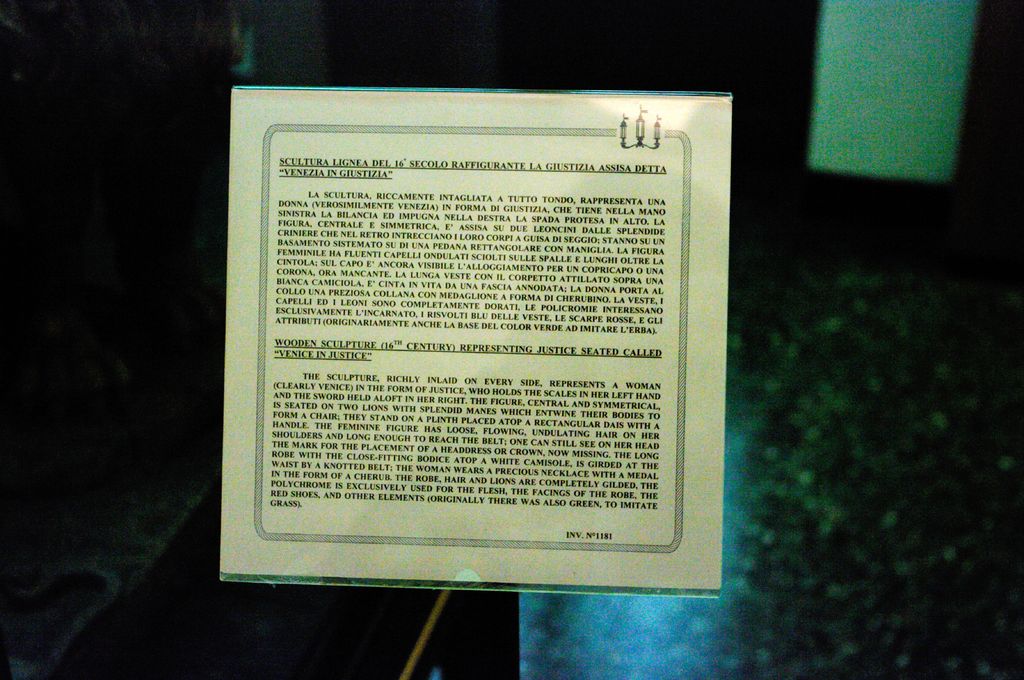 SCULTURA LIGNEA DEL 16° SECOLO RAFFIGURANTE LA GIUSTIZIA ASSISA DETTA
“VENEZIA IN GIUSTIZIA”
LA SCULTURA, RICCAMENTE INTAGLIATA A TUTTO TONDO, RAPPRESENTA UNA
DONNA (VEROSIMILMENTE VENEZIA) IN FORMA DI GIUSTIZIA, CHE TIENE NELLA MANO
SINISTRA LA BILANCIA ED IMPUGNA NELLA DESTRA LA SPADA PROTESA IN ALTO. LA
FIGURA, CENTRALE E SIMMETRICA, E’ ASSISA SU DUE LEONCINI DALLE SPLENDIDE
CRINIERE CHE NEL RETRO INTRECCIANO I LORO CORPI A GUISA DI SEGGIO; STANNO SU UN
BASAMENTO SISTEMATO SU DI UNA PEDANA RETTANGOLARE CON MANIGLIA. LA FIGURA
FEMMINILE HA FLUENTI CAPELLI ONDULATI SCIOLTI SULLE SPALLE E LUNGHI OLTRE LA
CINTOLA; SUL CAPO E’ ANCORA VISIBILE L’ALLOGGIAMENTO PER UN COPRICAPO O UNA
CORONA, ORA MANCANTE. LA LUNGA VESTE CON IL CORPETTO ATTILLATO SOPRA UNA
BIANCA CAMICIOLA, E’ CINTA IN VITA DA UNA FASCIA ANNODATA; LA DONNA PORTA AL
COLLO UNA PREZIOSA COLLANA CON MEDAGLIONE A FORMA DI CHERUBINO. LA VESTE, I
CAPELLI ED I LEONI SONO COMPLETAMENTE DORATI, LE POLICROMIE INTERESSANO
ESCLUSIVAMENTE L’INCARNATO, I RISVOLTI BLU DELLE VESTE, LE SCARPE ROSSE, E GLI
ATTRIBUTI (ORIGINARIAMENTE ANCHE LA BASE DEL COLOR VERDE AD IMITARE L’ERBA).
WOODEN SCULPTURE (16TH CENTURY) REPRESENTING JUSTICE SEATED CALLED
“VENICE IN JUSTICE”
THE SCULPTURE, RICHLY INLAID ON EVERY SIDE, REPRESENTS A WOMAN
(CLEARLY VENICE) IN THE FORM OF JUSTICE, WHO HOLDS THE SCALES IN HER LEFT HAND
AND THE SWORD HELD ALOFT IN HER RIGHT. THE FIGURE, CENTRAL AND SYMMETRICAL,
IS SEATED ON TWO LIONS WITH SPLENDID MANES WHICH ENTWINE THEIR BODIES TO
FORM A CHAIR; THEY STAND ON A PLINTH PLACED ATOP A RECTANGULAR DAIS WITH A
HANDLE. THE FEMININE FIGURE HAS LOOSE, FLOWING, UNDULATING HAIR ON HER
SHOULDERS AND LONG ENOUGH TO REACH THE BELT; ONE CAN STILL SEE ON HER HEAD
THE MARK FOR THE PLACEMENT OF A HEADDRESS OR CROWN, NOW MISSING. THE LONG
ROBE WITH THE CLOSE-FITTING BODICE ATOP A WHITE CAMISOLE, IS GIRDED AT THE
WAIST BY A KNOTTED BELT; THE WOMAN WEARS A PRECIOUS NECKLACE WITH A MEDAL
IN THE FORM OF A CHERUB. THE ROBE, HAIR AND LIONS ARE COMPLETELY GILDED, THE
POLYCHROME IS EXCLUSIVELY USED FOR THE FLESH, THE FACINGS OF THE ROBE, THE
RED SHOES, AND OTHER ELEMENTS (ORIGINALLY THERE WAS ALSO GREEN, TO IMITATE
GRASS).
INV. N°1181